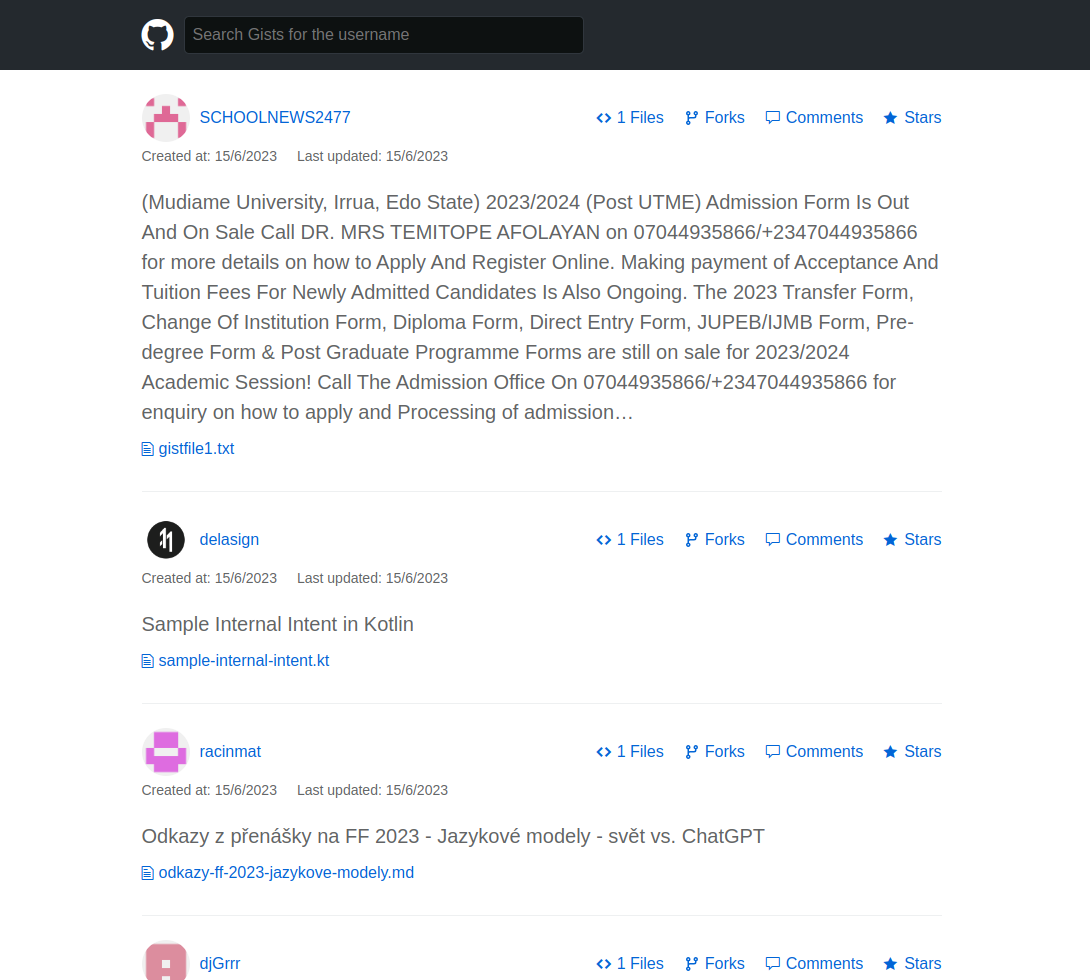 Search Gists for the username
SCHOOLNEWS2477
1 Files Forks Comments Stars
Created at: 15/6/2023 Last updated: 15/6/2023
(Mudiame University, Irrua, Edo State) 2023/2024 (Post UTME) Admission Form Is Out
And On Sale Call DR. MRS TEMITOPE AFOLAYAN on 07044935866/+2347044935866
for more details on how to Apply And Register Online. Making payment of Acceptance And
Tuition Fees For Newly Admitted Candidates Is Also Ongoing. The 2023 Transfer Form,
Change Of Institution Form, Diploma Form, Direct Entry Form, JUPEB/IJMB Form, Pre-
degree Form & Post Graduate Programme Forms are still on sale for 2023/2024
Academic Session! Call The Admission Office On 07044935866/+2347044935866 for
enquiry on how to apply and Processing of admission…
gistfile1.txt
delasign
1 Files Forks Comments Stars
Created at: 15/6/2023 Last updated: 15/6/2023
Sample Internal Intent in Kotlin
sample-internal-intent.kt
racinmat
1 Files Forks Comments Stars
Created at: 15/6/2023 Last updated: 15/6/2023
Odkazy z přenášky na FF 2023 - Jazykové modely - svět vs. ChatGPT
odkazy-ff-2023-jazykove-modely.md
djGrrr
1 Files Forks Comments Stars